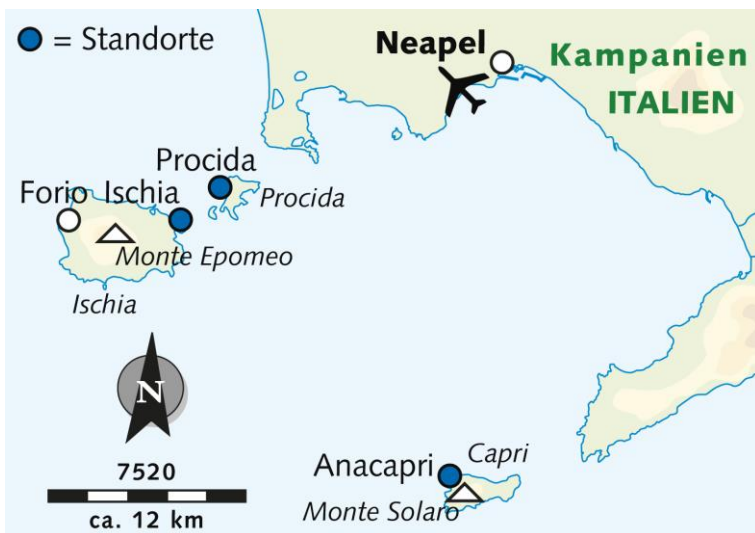 = Standorte
Neapel
Kampanien
ITALIEN
Procida
Forio
Ischia
Procida
Monte Epomeo
Ischia
N
7520
ca. 12 km
Anacapri
Capri
Monte Solaro